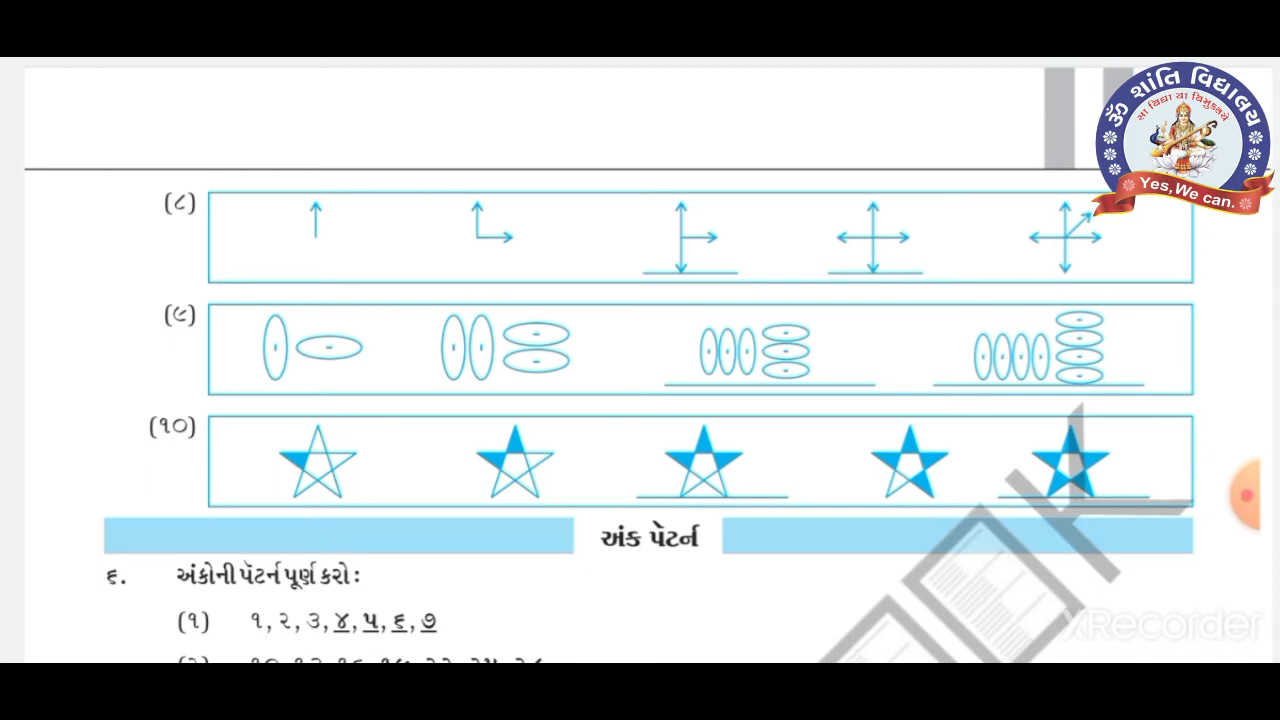 ૐ શાંતિ વિદ્યાલય
સા વિદ્યા યા વિમુક્તયે
Yes, We can.
(૮)
(૯)
(૧૦)
અંક પેટર્ન
૬. અંકોની પૅટર્ન પૂર્ણ કરો :
(૧) ૧, ૨, ૩, ૪, ૫, ૬, ૭
XRecorder